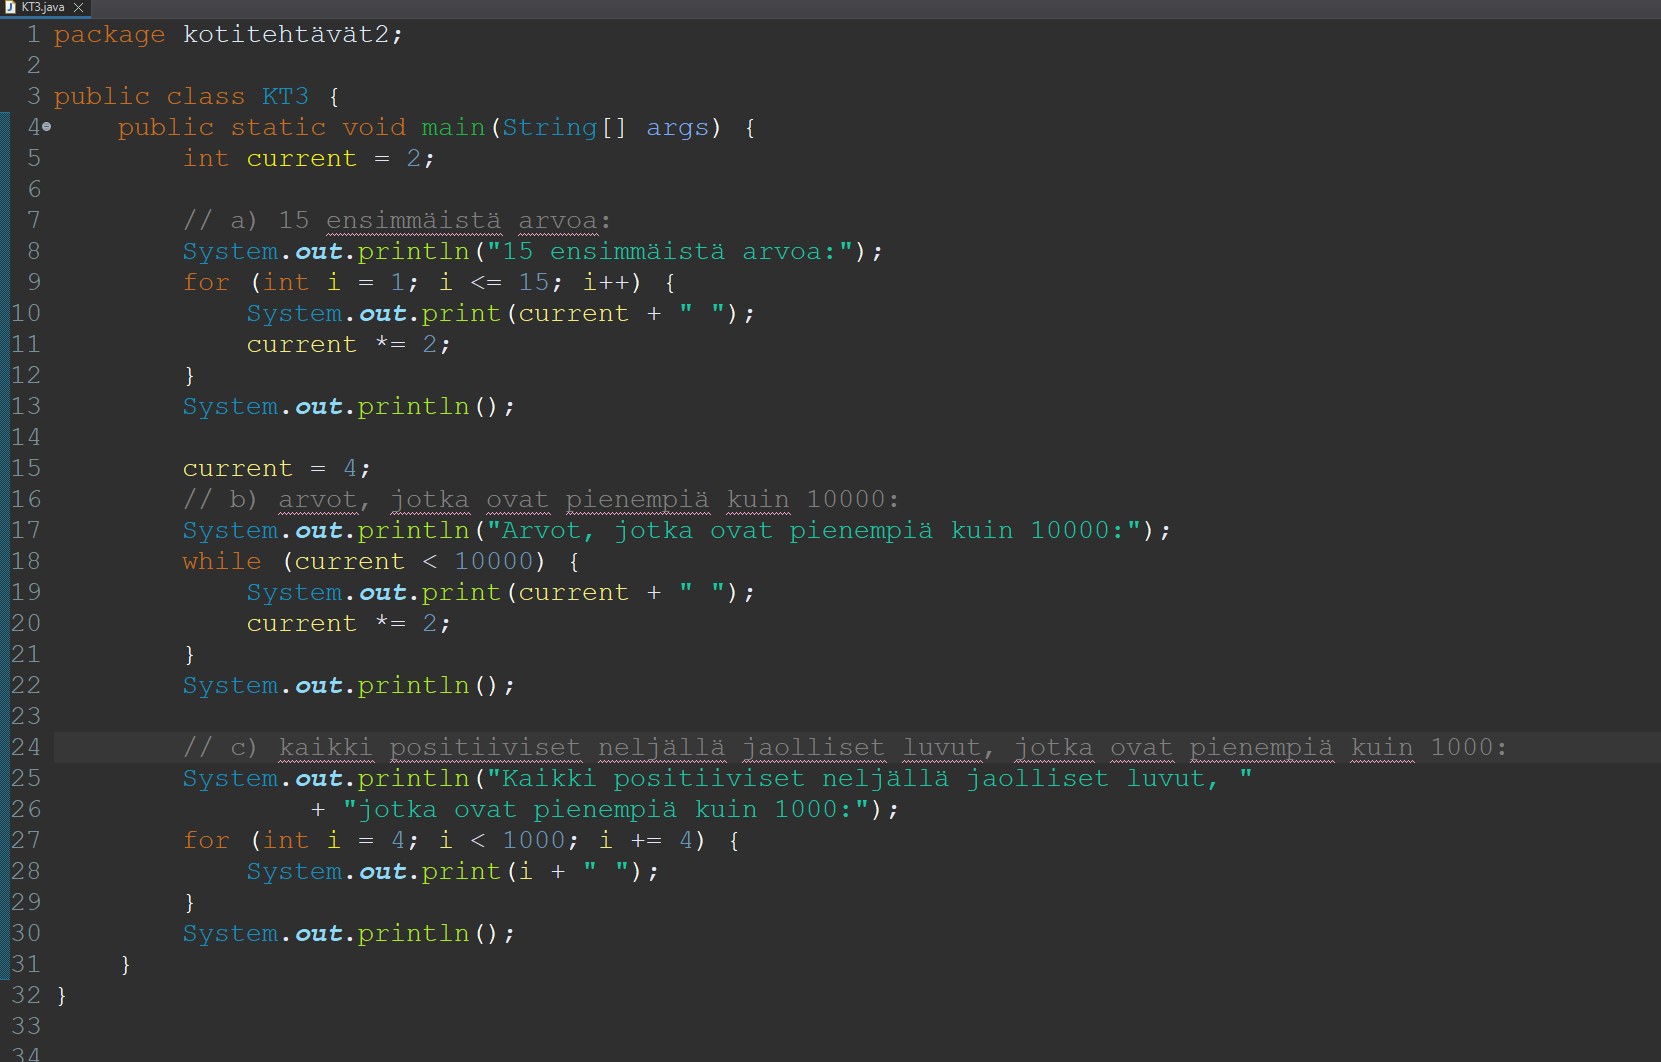 KT3.java
1 package kotitehtävät2;
2
3 public class KT3 {
4 public static void main(String[] args) {
5 int current = 2;
6
7 // a) 15 ensimmäistä arvoa:
8 System.out.println("15 ensimmäistä arvoa:");
9 for (int i = 1; i <= 15; i++) {
10 System.out.print(current + " ");
11 current *= 2;
12 }
13 System.out.println();
14
15 current = 4;
16 // b) arvot, jotka ovat pienempiä kuin 10000:
17 System.out.println("Arvot, jotka ovat pienempiä kuin 10000:");
18 while (current < 10000) {
19 System.out.print(current + " ");
20 current *= 2;
21 }
22 System.out.println();
23
24 // c) kaikki positiiviset neljällä jaolliset luvut, jotka ovat pienempiä kuin 1000:
25 System.out.println("Kaikki positiiviset neljällä jaolliset luvut, "
26 + "jotka ovat pienempiä kuin 1000:");
27 for (int i = 4; i < 1000; i += 4) {
28 System.out.print(i + " ");
29 }
30 System.out.println();
31 }
32 }
33
34